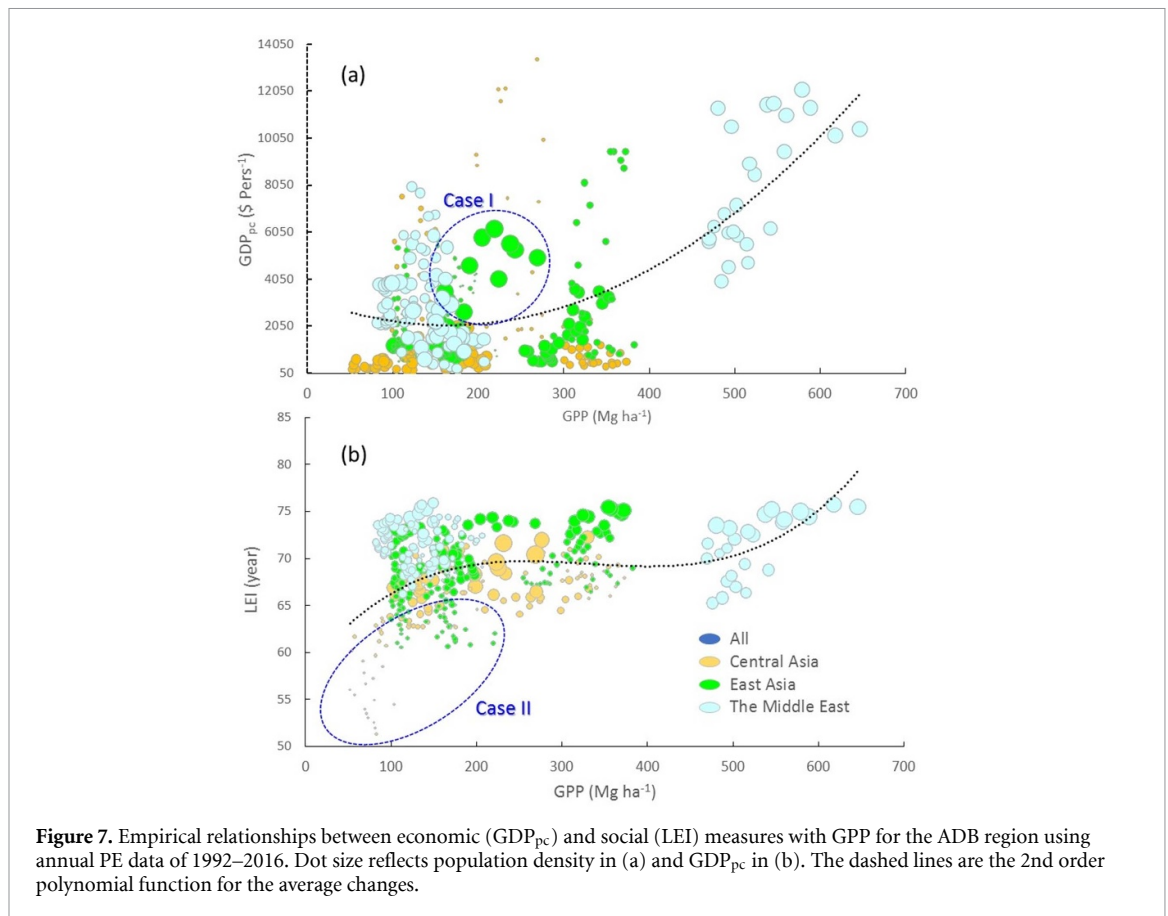 14050
(a)
12050
10050
8050
Case I
6050
4050
2050
50
GDPpc ($ Pers-1)
0 100 200 300 400 500 600 700
GPP (Mg ha-1)
85
(b)
80
75
70
65
60
55
50
LEI (year)
All
Central Asia
East Asia
The Middle East
Case II
0 100 200 300 400 500 600 700
GPP (Mg ha-1)
Figure 7. Empirical relationships between economic (GDPpc) and social (LEI) measures with GPP for the ADB region using
annual PE data of 1992–2016. Dot size reflects population density in (a) and GDPpc in (b). The dashed lines are the 2nd order
polynomial function for the average changes.